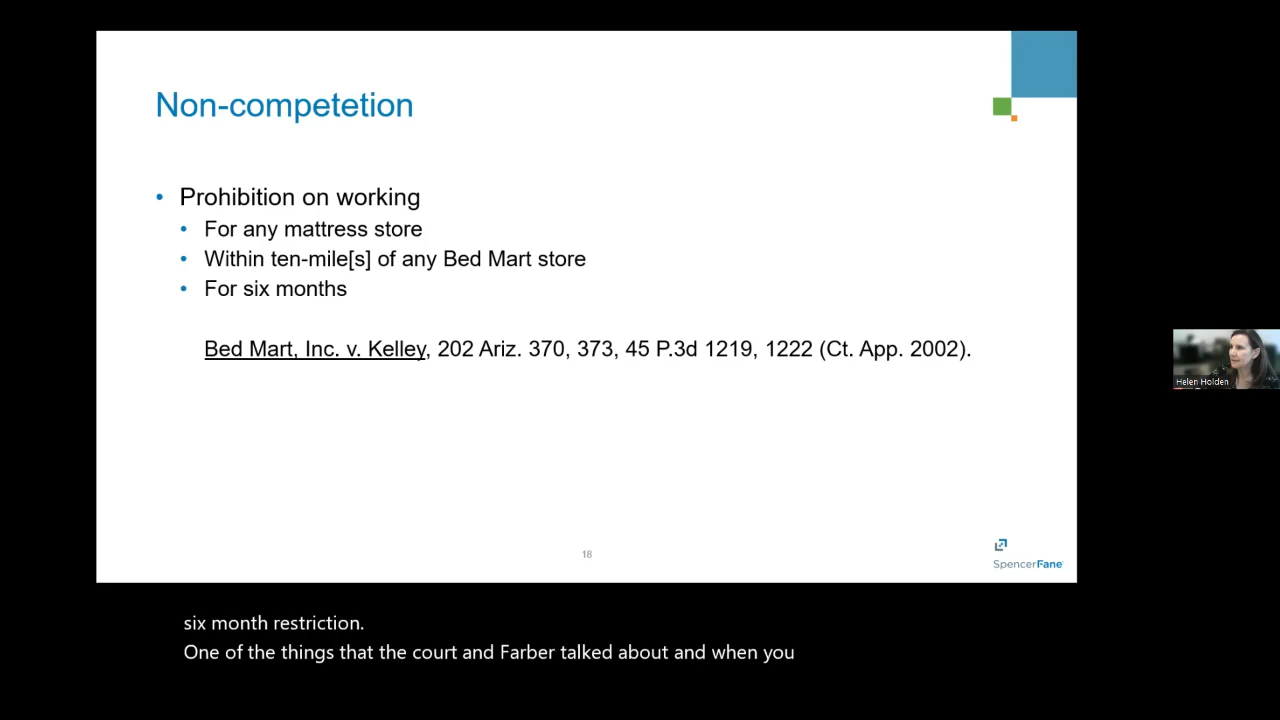 Non-competetion
• Prohibition on working
• For any mattress store
• Within ten-mile[s] of any Bed Mart store
• For six months
Bed Mart, Inc. v. Kelley, 202 Ariz. 370, 373, 45 P.3d 1219, 1222 (Ct. App. 2002).
Helen Holden
18
SpencerFane
six month restriction.
One of the things that the court and Farber talked about and when you